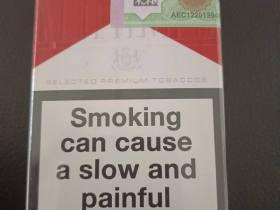 AEC1220199
SELECTED PREMIUM TOBACCOS
Smoking
can cause
a slow and
painful